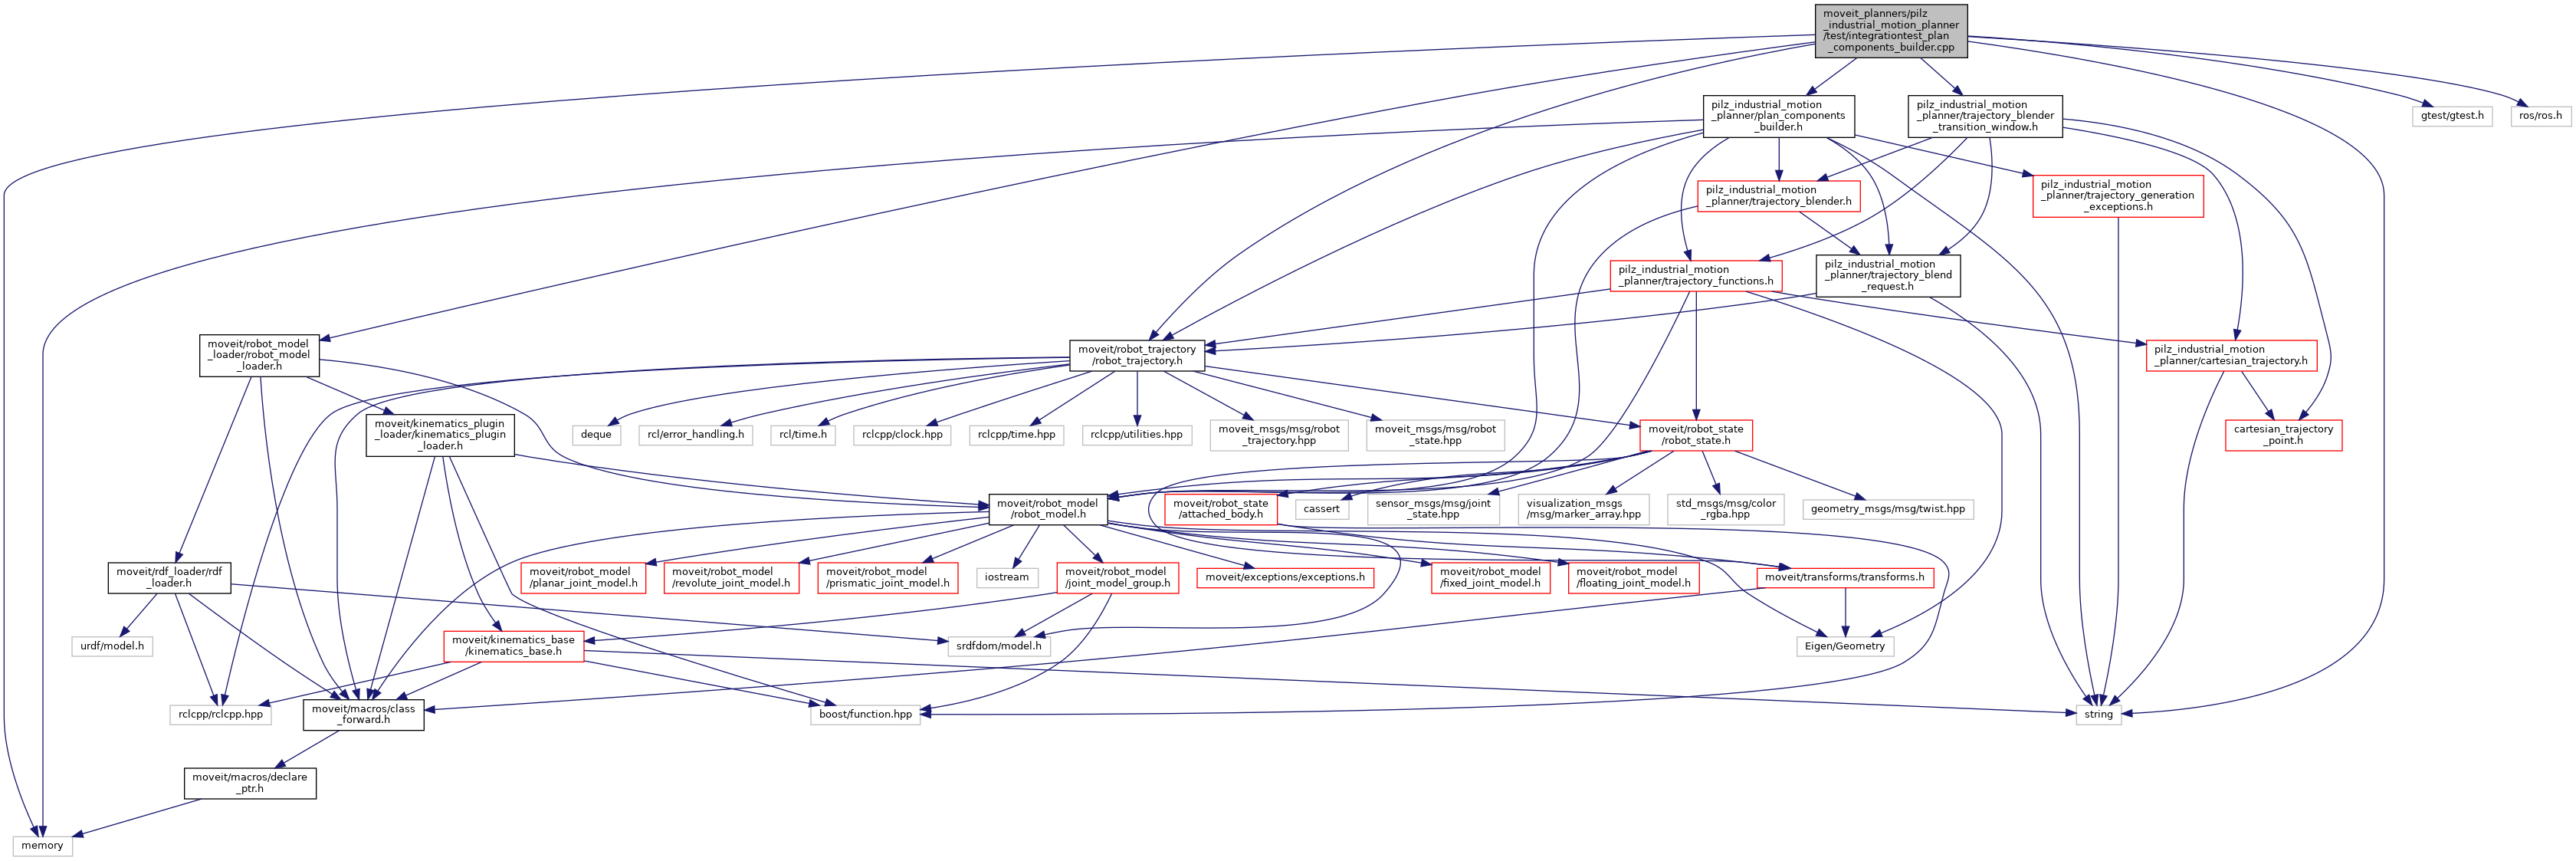 moveit_planners/pilz
_industrial_motion_planner
/test/integrationtest_plan
_components_builder.cpp
pilz_industrial_motion
_planner/plan_components
_builder.h
pilz_industrial_motion
_planner/trajectory_blender
_transition_window.h
gtest/gtest.h
ros/ros.h
pilz_industrial_motion
_planner/trajectory_blender.h
pilz_industrial_motion
_planner/trajectory_generation
_exceptions.h
pilz_industrial_motion
_planner/trajectory_functions.h
pilz_industrial_motion
_planner/trajectory_blend
_request.h
moveit/robot_model
_loader/robot_model
_loader.h
moveit/robot_trajectory
/robot_trajectory.h
pilz_industrial_motion
_planner/cartesian_trajectory.h
moveit/kinematics_plugin
_loader/kinematics_plugin
_loader.h
deque
rcl/error_handling.h
rcl/time.h
rclcpp/clock.hpp
rclcpp/time.hpp
rclcpp/utilities.hpp
moveit_msgs/msg/robot
_trajectory.hpp
moveit_msgs/msg/robot
_state.hpp
moveit/robot_state
/robot_state.h
cartesian_trajectory
_point.h
moveit/robot_model
/robot_model.h
moveit/robot_state
/attached_body.h
cassert
sensor_msgs/msg/joint
_state.hpp
visualization_msgs
/msg/marker_array.hpp
std_msgs/msg/color
_rgba.hpp
geometry_msgs/msg/twist.hpp
moveit/rdf_loader/rdf
_loader.h
moveit/robot_model
/planar_joint_model.h
moveit/robot_model
/revolute_joint_model.h
moveit/robot_model
/prismatic_joint_model.h
iostream
moveit/robot_model
/joint_model_group.h
moveit/exceptions/exceptions.h
moveit/robot_model
/fixed_joint_model.h
moveit/robot_model
/floating_joint_model.h
moveit/transforms/transforms.h
urdf/model.h
moveit/kinematics_base
/kinematics_base.h
srdfdom/model.h
Eigen/Geometry
rclcpp/rclcpp.hpp
moveit/macros/class
_forward.h
boost/function.hpp
string
moveit/macros/declare
_ptr.h
memory